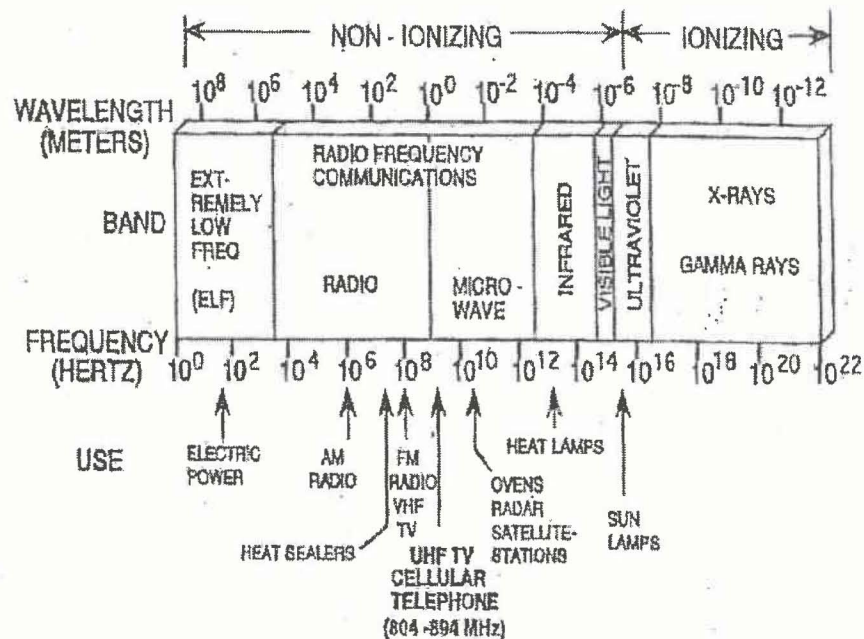 NON - IONIZING IONIZING
10^8 10^6 10^4 10^2 10^0 10^-2 10^-4 10^-6 10^-8 10^-10 10^-12
WAVELENGTH
(METERS)
BAND
EXT-
REMELY
LOW
FREQ
(ELF)
RADIO FREQUENCY
COMMUNICATIONS
RADIO
MICRO -
WAVE
INFRARED
VISIBLE LIGHT
ULTRAVIOLET
X-RAYS
GAMMA RAYS
FREQUENCY
(HERTZ)
10^0 10^2 10^4 10^6 10^8 10^10 10^12 10^14 10^16 10^18 10^20 10^22
USE
ELECTRIC
POWER
AM
RADIO
HEAT SEALERS
FM
RADIO
VHF
TV
UHF TV
CELLULAR
TELEPHONE
(804 -894 MHz)
OVENS
RADAR
SATELLITE-
STATIONS
HEAT LAMPS
SUN
LAMPS